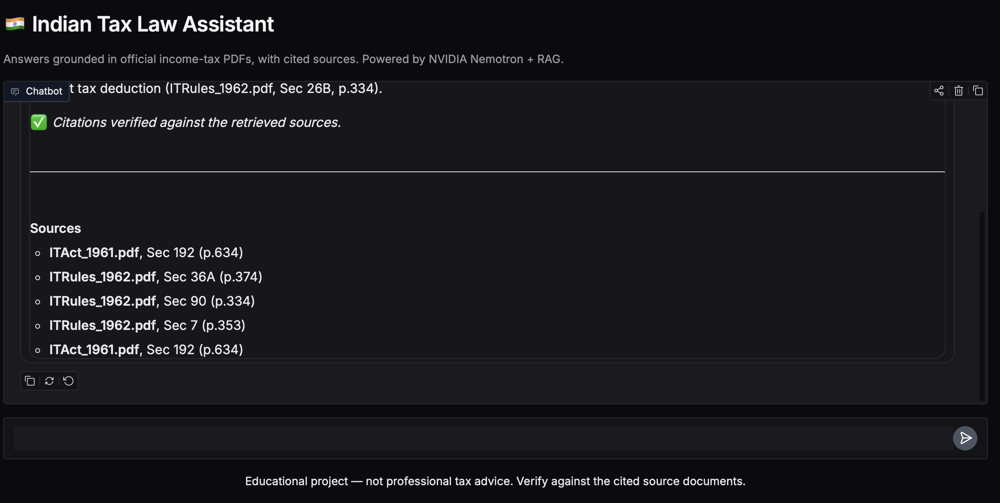 🇮🇳 Indian Tax Law Assistant
Answers grounded in official income-tax PDFs, with cited sources. Powered by NVIDIA Nemotron + RAG.
Chatbot
t tax deduction (ITRules_1962.pdf, Sec 26B, p.334).
✅ Citations verified against the retrieved sources.
Sources
ITAct_1961.pdf, Sec 192 (p.634)
ITRules_1962.pdf, Sec 36A (p.374)
ITRules_1962.pdf, Sec 90 (p.334)
ITRules_1962.pdf, Sec 7 (p.353)
ITAct_1961.pdf, Sec 192 (p.634)
Educational project — not professional tax advice. Verify against the cited source documents.